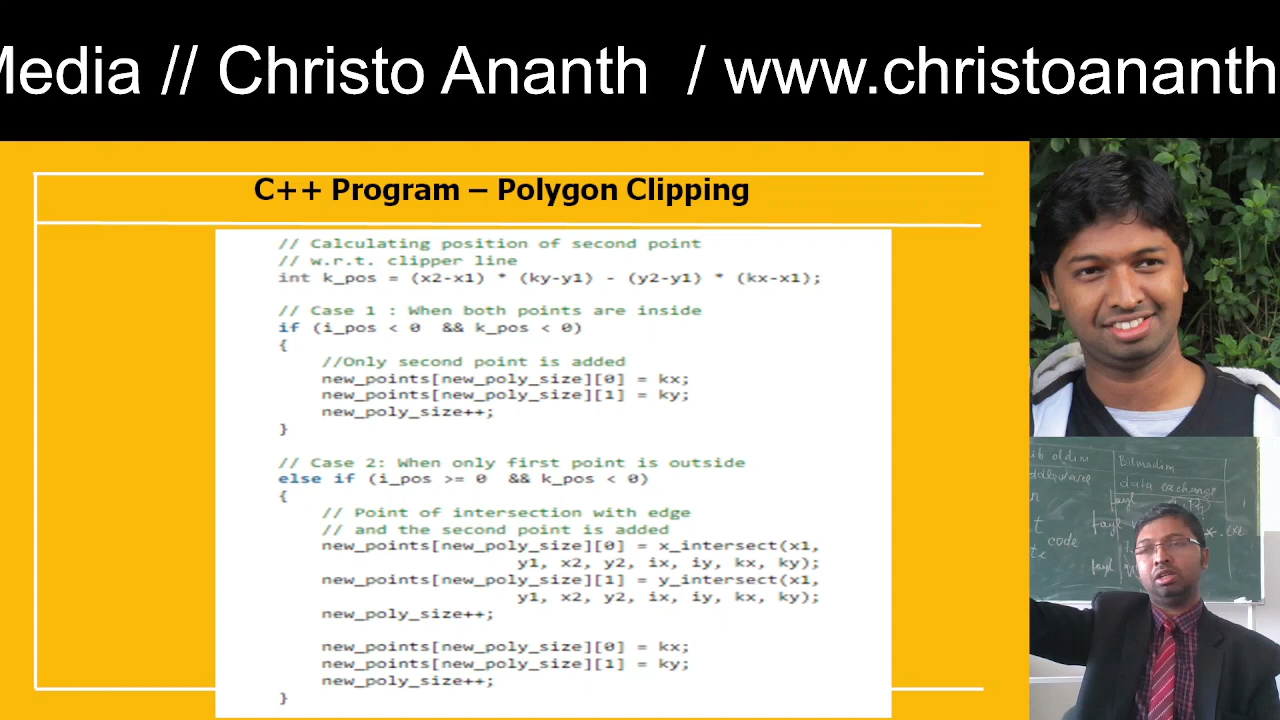 Media // Christo Ananth / www.christoananth
C++ Program – Polygon Clipping
// Calculating position of second point
// w.r.t. clipper line
int k_pos = (x2-x1) * (ky-y1) - (y2-y1) * (kx-x1);
// Case 1 : When both points are inside
if (i_pos < 0 && k_pos < 0)
{
//Only second point is added
new_points[new_poly_size][0] = kx;
new_points[new_poly_size][1] = ky;
new_poly_size++;
}
// Case 2: When only first point is outside
else if (i_pos >= 0 && k_pos < 0)
{
// Point of intersection with edge
// and the second point is added
new_points[new_poly_size][0] = x_intersect(x1,
y1, x2, y2, ix, iy, kx, ky);
new_points[new_poly_size][1] = y_intersect(x1,
y1, x2, y2, ix, iy, kx, ky);
new_poly_size++;
new_points[new_poly_size][0] = kx;
new_points[new_poly_size][1] = ky;
new_poly_size++;
}
oldim
Bilmadim
data exchange
fayl
code